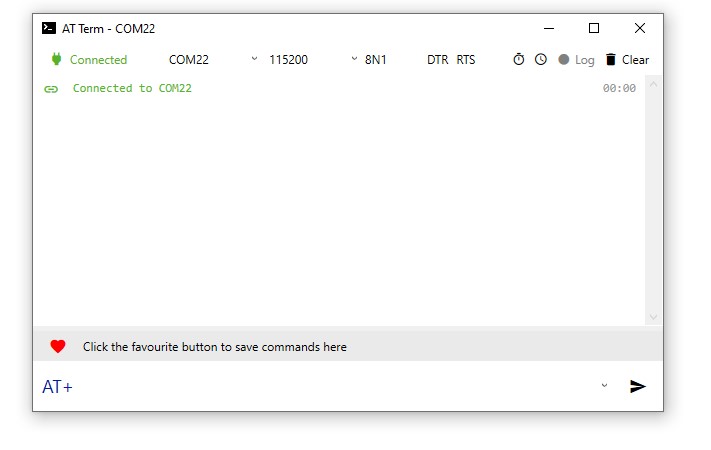 AT Term - COM22
Connected COM22 115200 8N1 DTR RTS Log Clear
Connected to COM22 00:00
Click the favourite button to save commands here
AT+